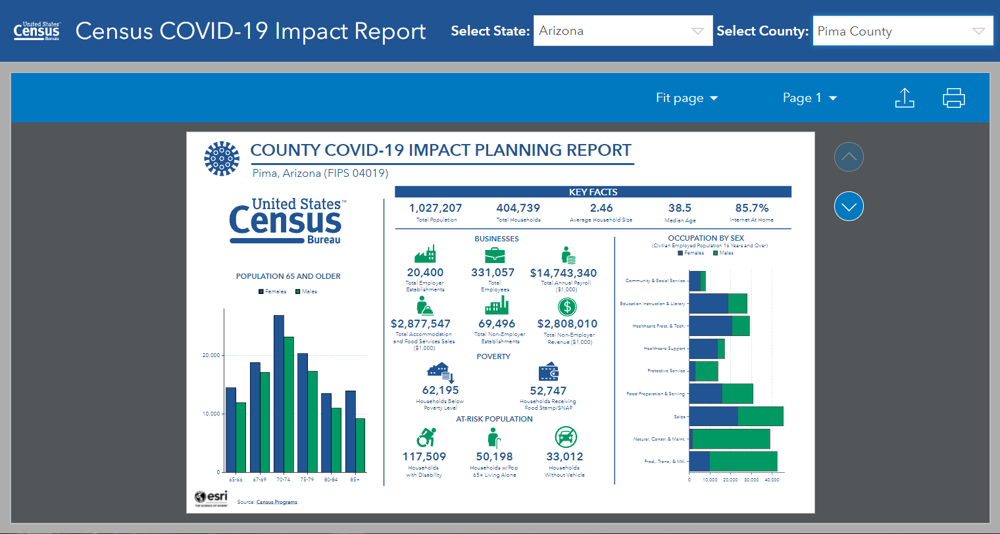 United States™
Census
Bureau
Census COVID-19 Impact Report
Select State:
Arizona
Select County:
Pima County
Fit page
Page 1
COUNTY COVID-19 IMPACT PLANNING REPORT
Pima, Arizona (FIPS 04019)
United States™
Census
Bureau
POPULATION 65 AND OLDER
Females
Males
20,000
10,000
0
65-66
67-69
70-74
75-79
80-84
85+
esri
THE SCIENCE OF WHERE
Source: Census Programs
KEY FACTS
1,027,207
Total Population
404,739
Total Households
2.46
Average Household Size
38.5
Median Age
85.7%
Internet At Home
BUSINESSES
20,400
Total Employer
Establishments
331,057
Total
Employees
$14,743,340
Total Annual Payroll
($1,000)
$2,877,547
Total Accommodation
and Food Services Sales
($1,000)
69,496
Total Non-Employer
Establishments
$2,808,010
Total Non-Employer
Revenue ($1,000)
POVERTY
62,195
Households Below
Poverty Level
52,747
Households Receiving
Food Stamp/SNAP
AT-RISK POPULATION
117,509
Households
with Disability
50,198
Households w/Pop
65+ Living Alone
33,012
Households
Without Vehicle
OCCUPATION BY SEX
(Civilian Employed Population 16 Years and Over)
Females
Males
Community & Social Service
Education Instruction & Library
Healthcare Pract. & Tech.
Healthcare Support
Protective Service
Food Preparation & Serving
Sales
Natural, Constr. & Maint.
Prod., Trans., & Mtl.
0
10,000
20,000
30,000
40,000